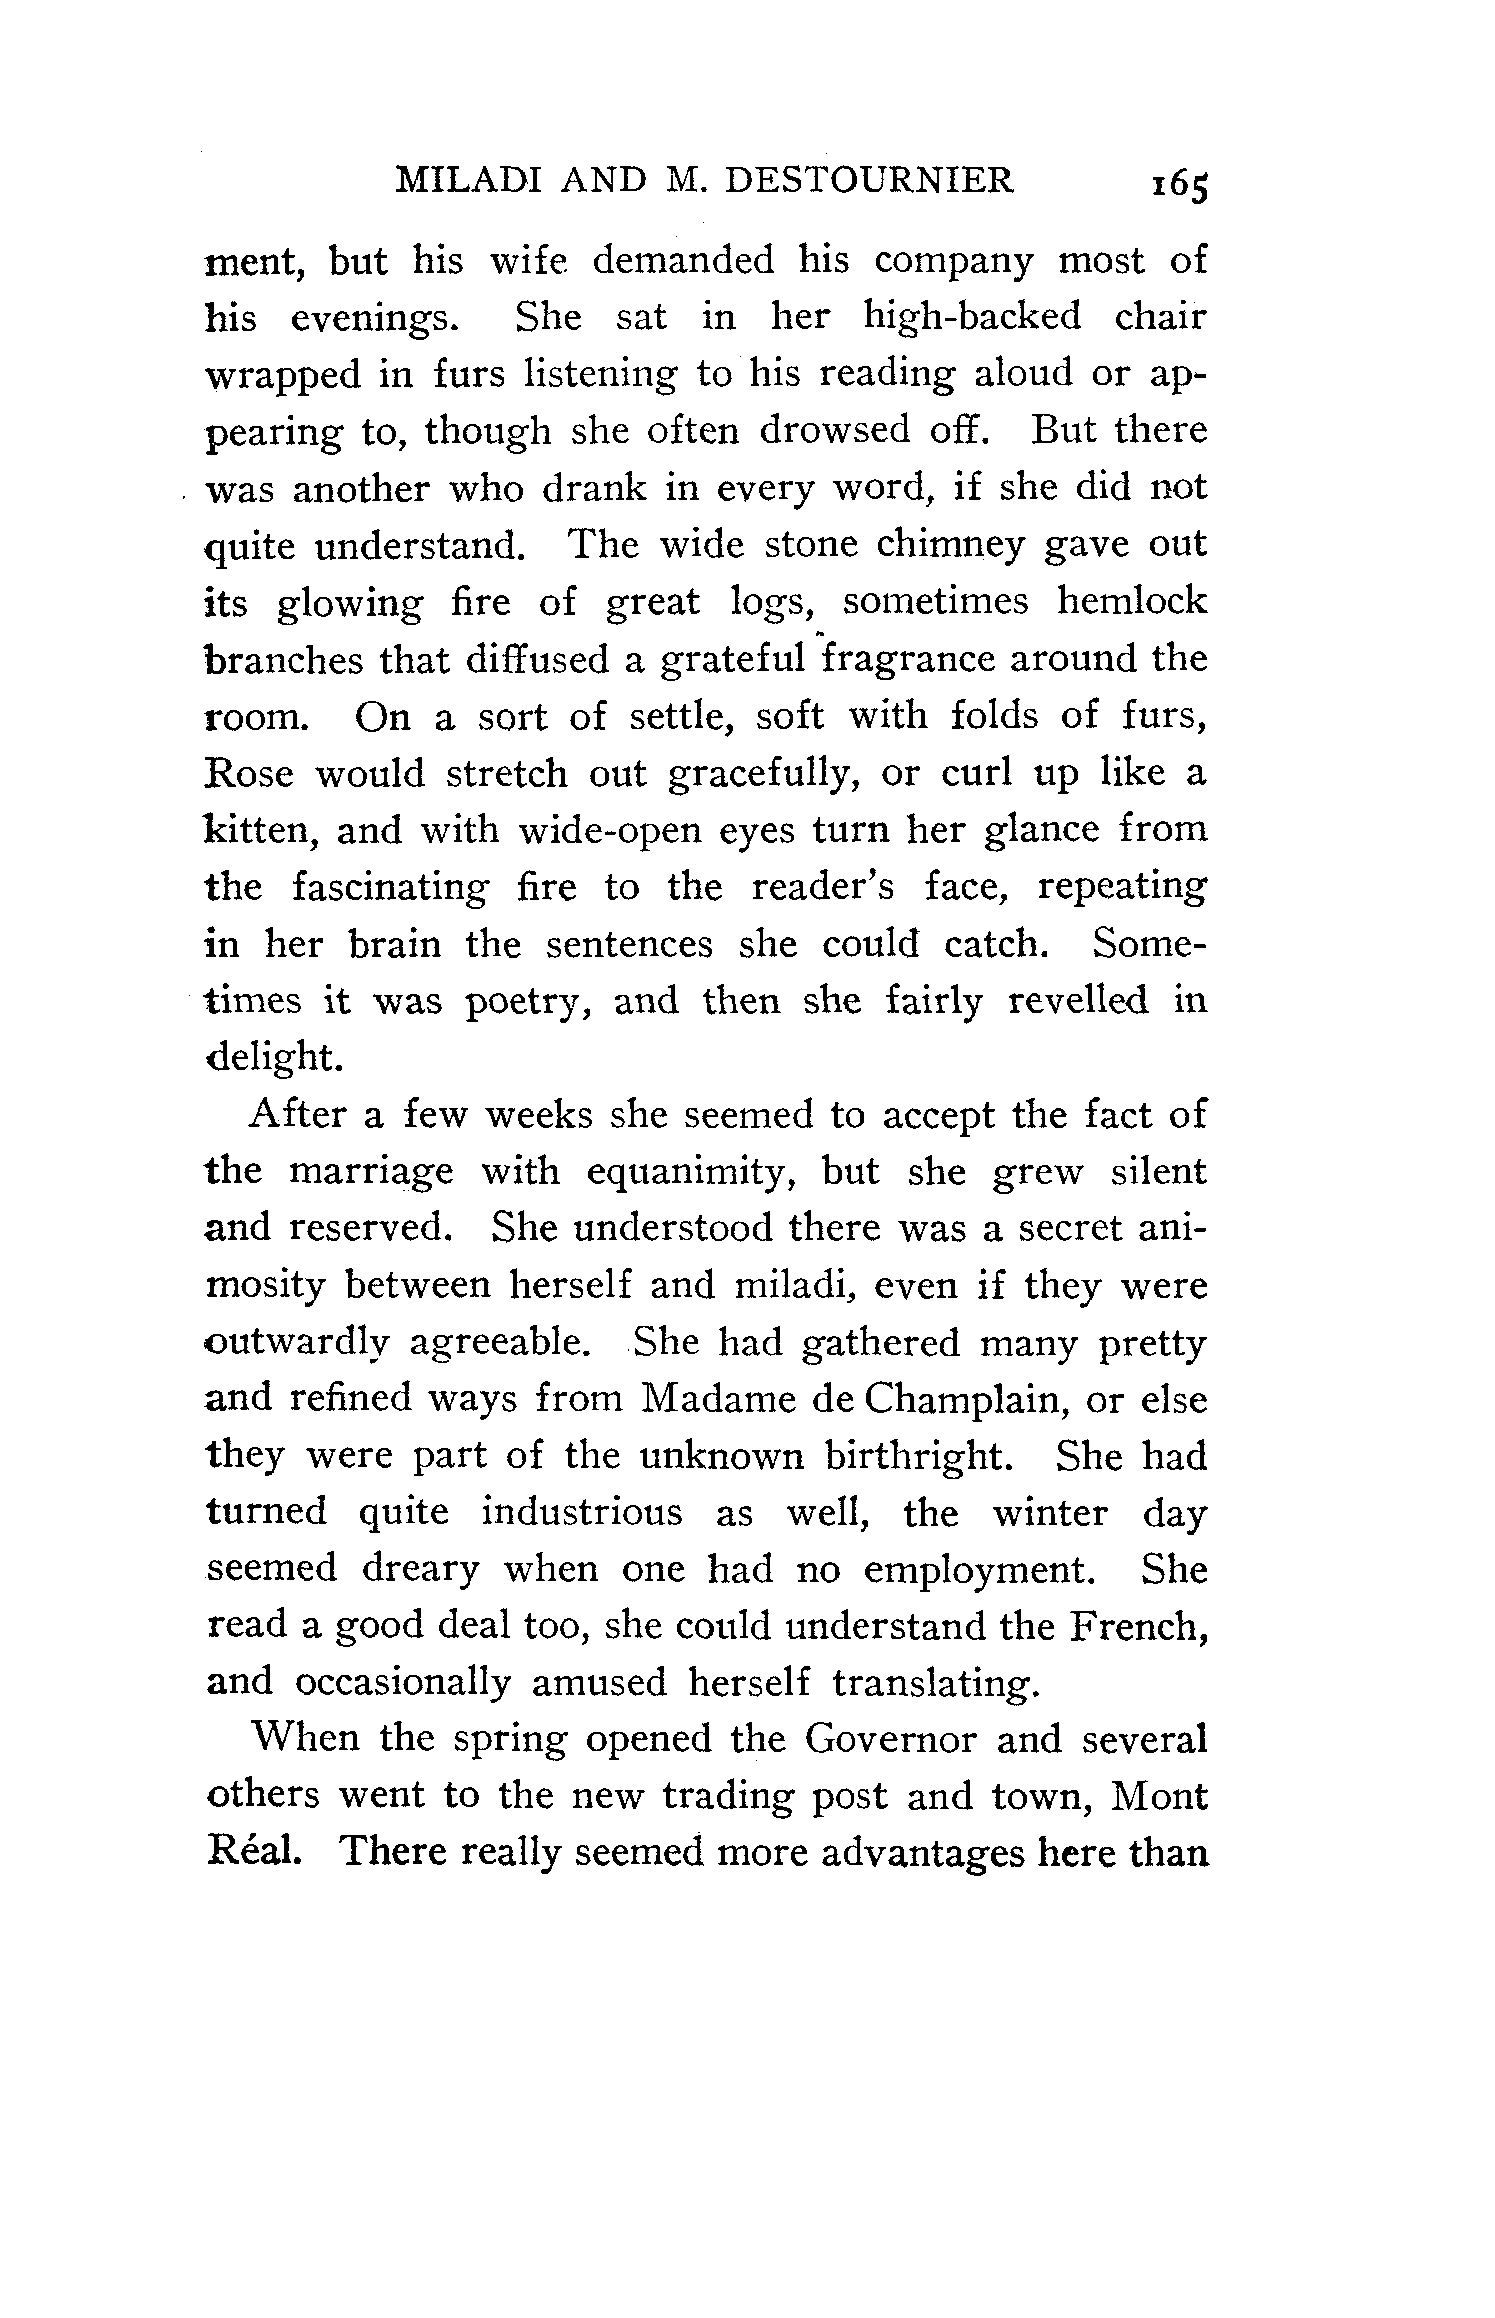 MILADI AND M. DESTOURNIER 165
ment, but his wife demanded his company most of
his evenings. She sat in her high-backed chair
wrapped in furs listening to his reading aloud or ap-
pearing to, though she often drowsed off. But there
was another who drank in every word, if she did not
quite understand. The wide stone chimney gave out
its glowing fire of great logs, sometimes hemlock
branches that diffused a grateful fragrance around the
room. On a sort of settle, soft with folds of furs,
Rose would stretch out gracefully, or curl up like a
kitten, and with wide-open eyes turn her glance from
the fascinating fire to the reader's face, repeating
in her brain the sentences she could catch. Some-
times it was poetry, and then she fairly revelled in
delight.
After a few weeks she seemed to accept the fact of
the marriage with equanimity, but she grew silent
and reserved. She understood there was a secret ani-
mosity between herself and miladi, even if they were
outwardly agreeable. She had gathered many pretty
and refined ways from Madame de Champlain, or else
they were part of the unknown birthright. She had
turned quite industrious as well, the winter day
seemed dreary when one had no employment. She
read a good deal too, she could understand the French,
and occasionally amused herself translating.
When the spring opened the Governor and several
others went to the new trading post and town, Mont
Réal. There really seemed more advantages here than